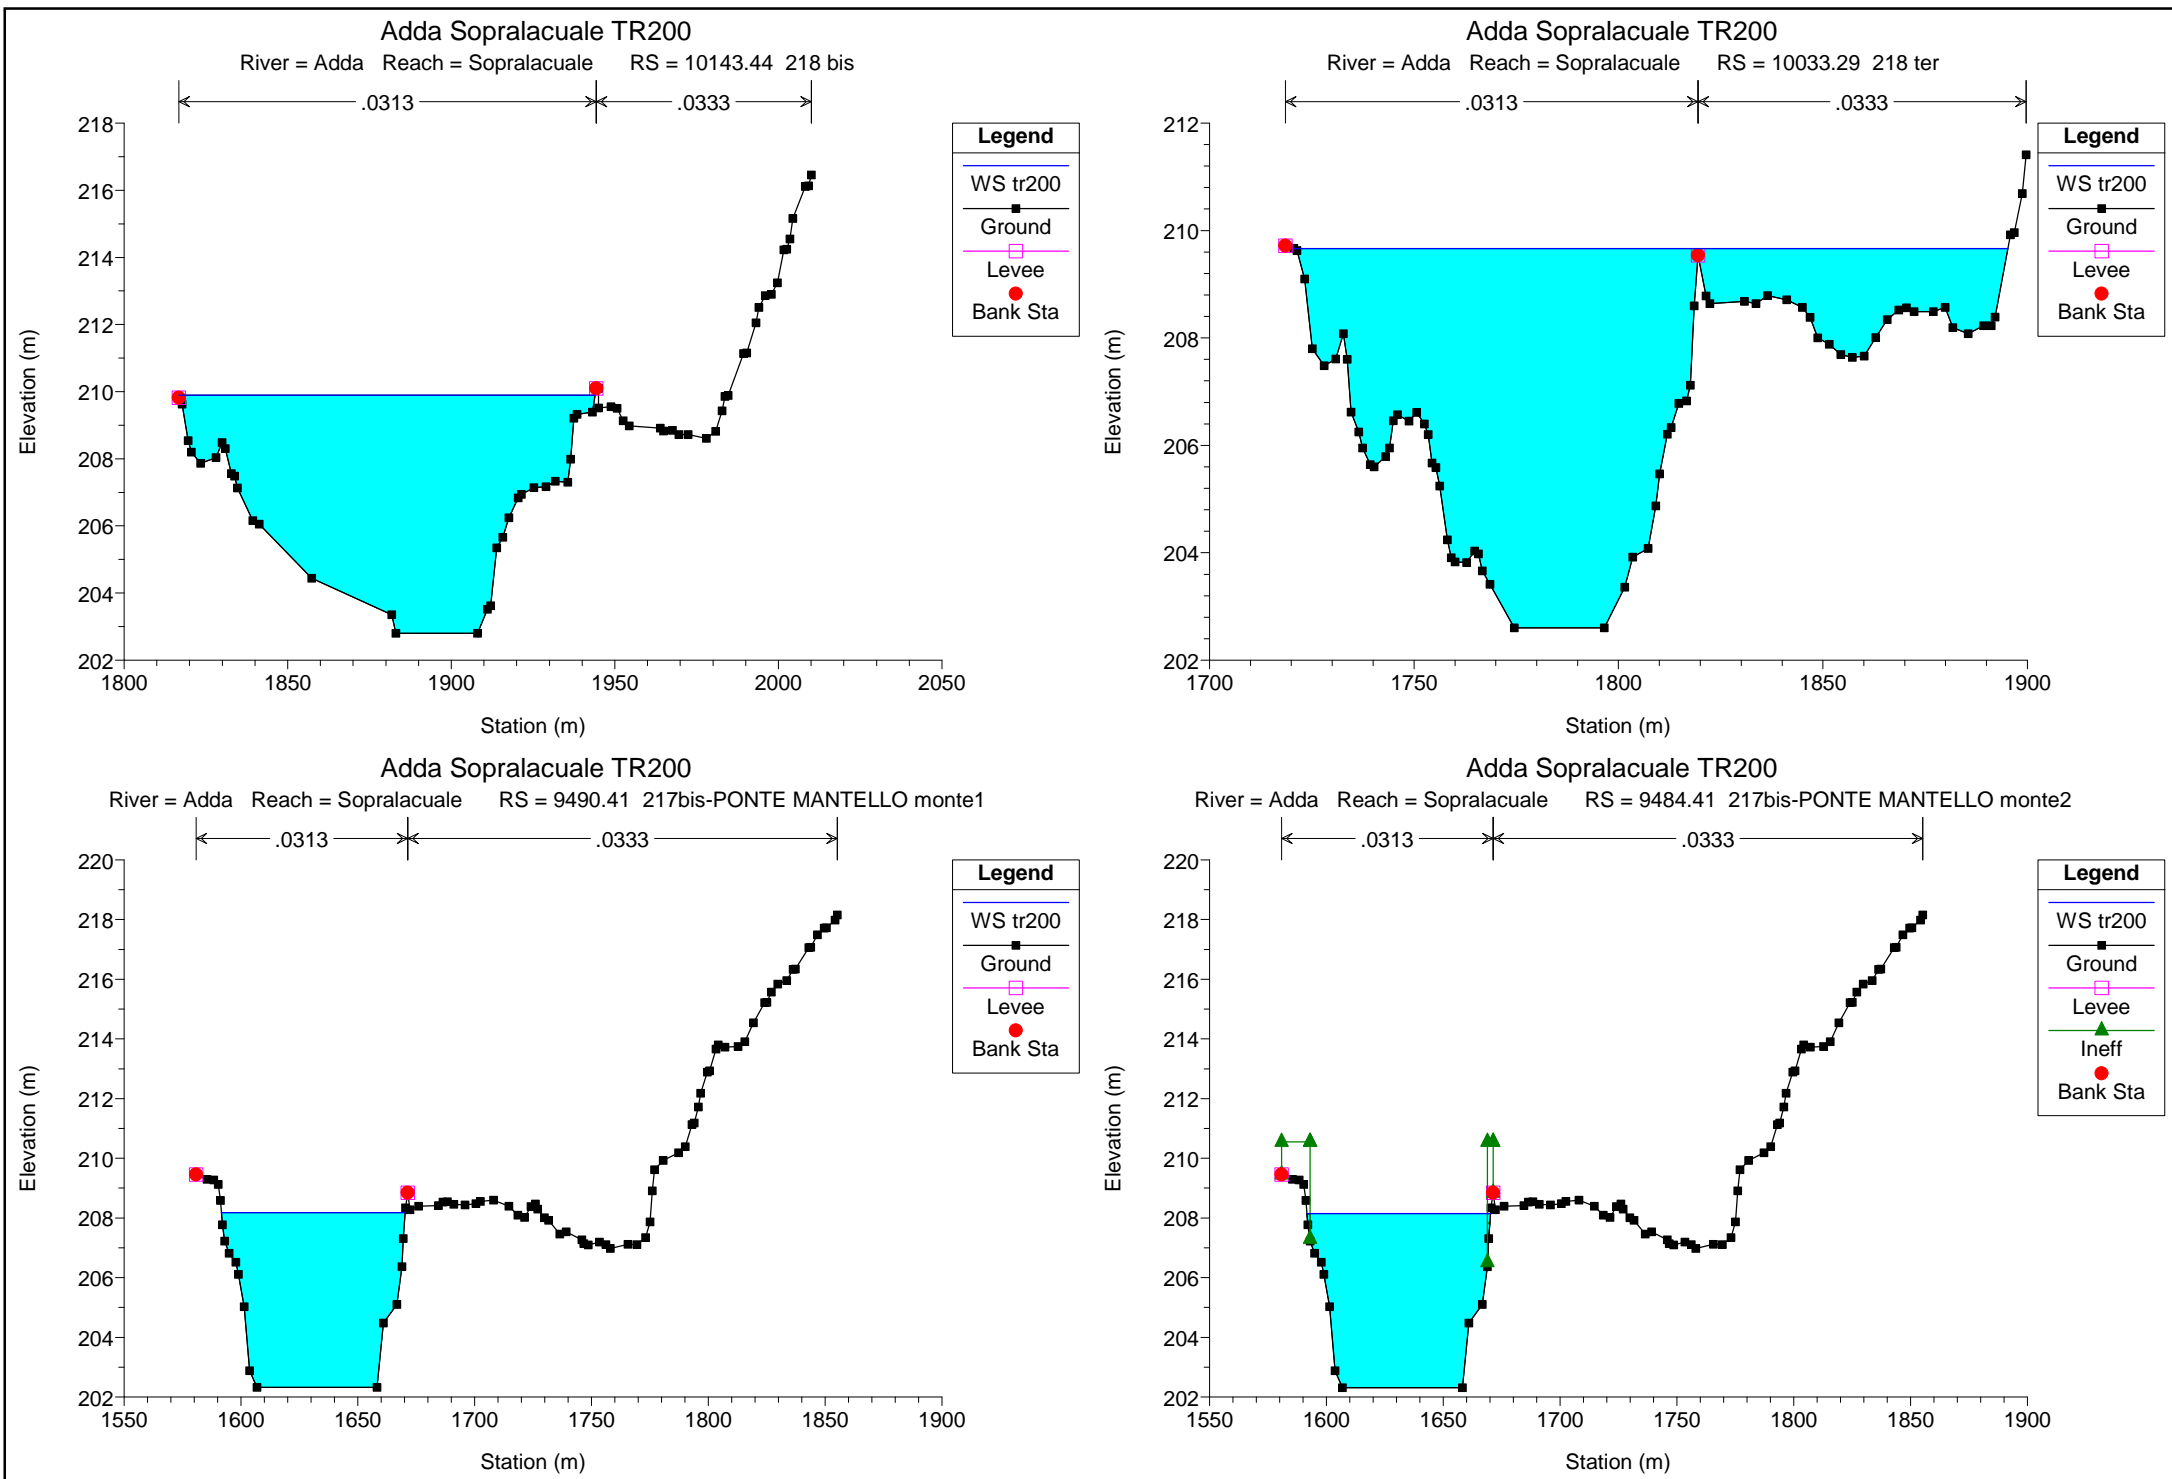 Adda Sopralacuale TR200
River = Adda Reach = Sopralacuale RS = 10143.44 218 bis
.0313 .0333
218
216
214
212
210
208
206
204
202
1800 1850 1900 1950 2000 2050
Elevation (m)
Station (m)
Legend
WS tr200
Ground
Levee
Bank Sta
Adda Sopralacuale TR200
River = Adda Reach = Sopralacuale RS = 10033.29 218 ter
.0313 .0333
212
210
208
206
204
202
1700 1750 1800 1850 1900
Elevation (m)
Station (m)
Legend
WS tr200
Ground
Levee
Bank Sta
Adda Sopralacuale TR200
River = Adda Reach = Sopralacuale RS = 9490.41 217bis-PONTE MANTELLO monte1
.0313 .0333
220
218
216
214
212
210
208
206
204
202
1550 1600 1650 1700 1750 1800 1850 1900
Elevation (m)
Station (m)
Legend
WS tr200
Ground
Levee
Bank Sta
Adda Sopralacuale TR200
River = Adda Reach = Sopralacuale RS = 9484.41 217bis-PONTE MANTELLO monte2
.0313 .0333
220
218
216
214
212
210
208
206
204
202
1550 1600 1650 1700 1750 1800 1850 1900
Elevation (m)
Station (m)
Legend
WS tr200
Ground
Levee
Ineff
Bank Sta